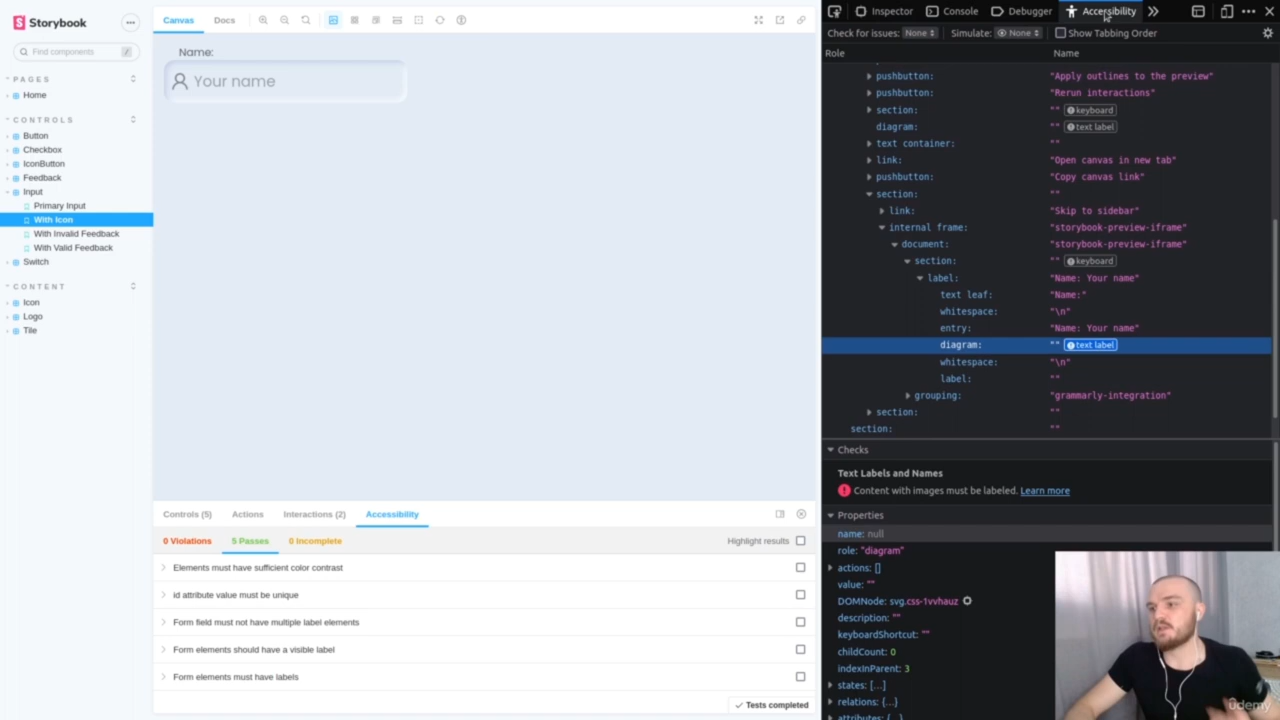 Storybook
Find components
/
PAGES
Home
CONTROLS
Button
Checkbox
IconButton
Feedback
Input
Primary Input
With Icon
With Invalid Feedback
With Valid Feedback
Switch
CONTENT
Icon
Logo
Tile
Canvas
Docs
Name:
Your name
Controls (5)
Actions
Interactions (2)
Accessibility
0 Violations
5 Passes
0 Incomplete
Highlight results
Elements must have sufficient color contrast
id attribute value must be unique
Form field must not have multiple label elements
Form elements should have a visible label
Form elements must have labels
Tests completed
Inspector
Console
Debugger
Accessibility
Check for issues: None
Simulate: None
Show Tabbing Order
Role Name
pushbutton: "Apply outlines to the preview"
pushbutton: "Rerun interactions"
section: "" keyboard
diagram: "" text label
text container: ""
link: "Open canvas in new tab"
pushbutton: "Copy canvas link"
section: ""
link: "Skip to sidebar"
internal frame: "storybook-preview-iframe"
document: "storybook-preview-iframe"
section: "" keyboard
label: "Name: Your name"
text leaf: "Name:"
whitespace: "\n"
entry: "Name: Your name"
diagram: "" text label
whitespace: "\n"
label: ""
grouping: "grammarly-integration"
section: ""
section: ""
Checks
Text Labels and Names
Content with images must be labeled. Learn more
Properties
name: null
role: "diagram"
actions: []
value: ""
DOMNode: svg.css-1vvhauz
description: ""
keyboardShortcut: ""
childCount: 0
indexInParent: 3
states: [...]
relations: {...}
attributes: {...}
ûdemy